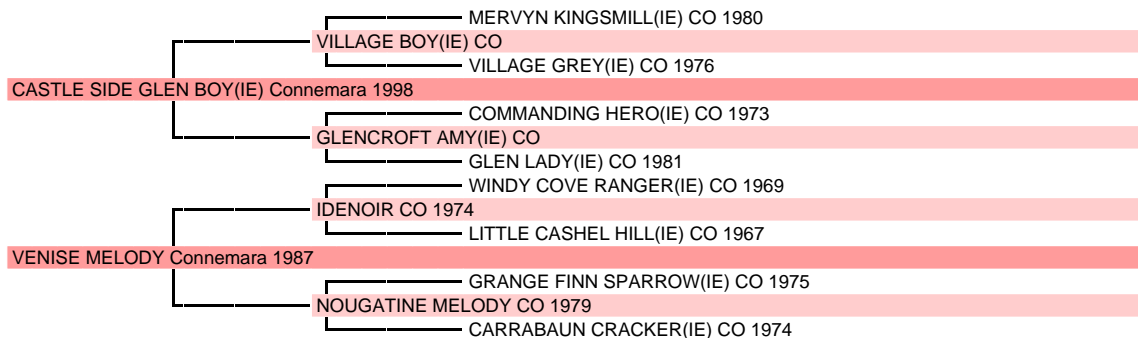 MERVYN KINGSMILL(IE) CO 1980
VILLAGE BOY(IE) CO
VILLAGE GREY(IE) CO 1976
CASTLE SIDE GLEN BOY(IE) Connemara 1998
COMMANDING HERO(IE) CO 1973
GLENCROFT AMY(IE) CO
GLEN LADY(IE) CO 1981
WINDY COVE RANGER(IE) CO 1969
IDENOIR CO 1974
LITTLE CASHEL HILL(IE) CO 1967
VENISE MELODY Connemara 1987
GRANGE FINN SPARROW(IE) CO 1975
NOUGATINE MELODY CO 1979
CARRABAUN CRACKER(IE) CO 1974